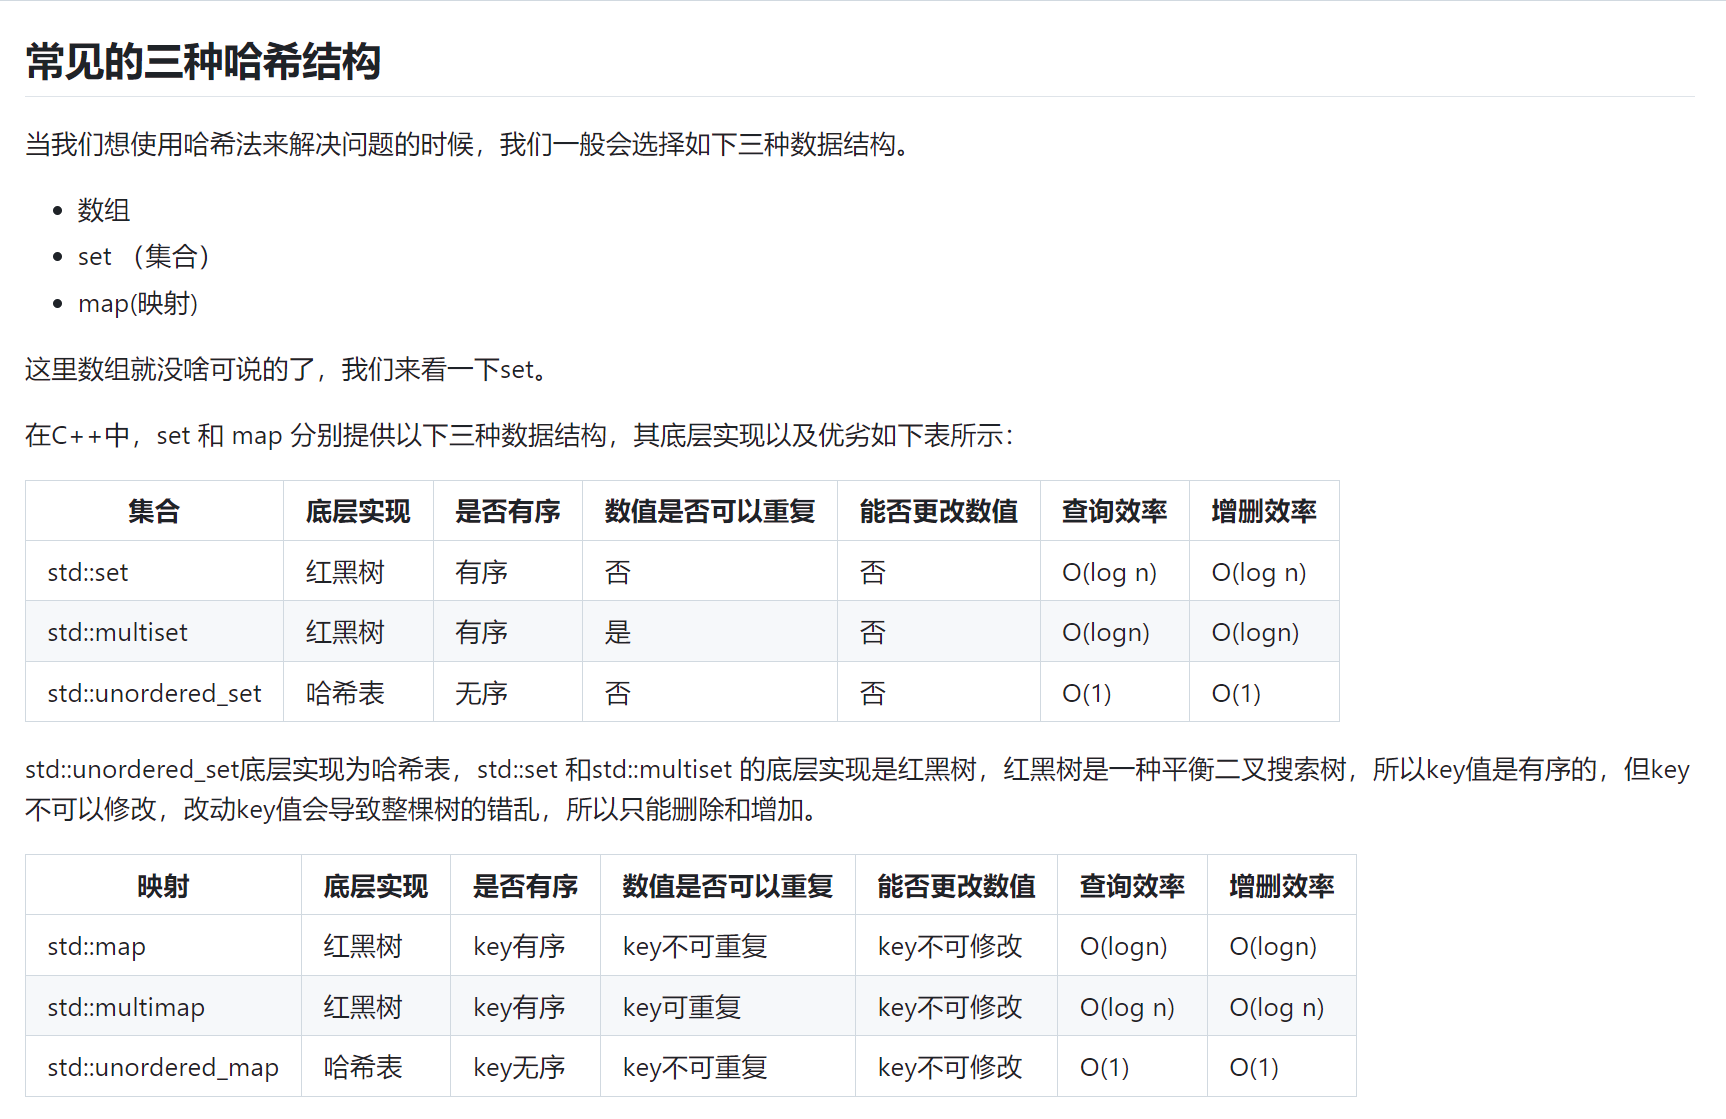 常见的三种哈希结构
当我们想使用哈希法来解决问题的时候，我们一般会选择如下三种数据结构。
数组
set （集合）
map(映射)
这里数组就没啥可说的了，我们来看一下set。
在C++中，set 和 map 分别提供以下三种数据结构，其底层实现以及优劣如下表所示：
集合 底层实现 是否有序 数值是否可以重复 能否更改数值 查询效率 增删效率
std::set 红黑树 有序 否 否 O(log n) O(log n)
std::multiset 红黑树 有序 是 否 O(logn) O(logn)
std::unordered_set 哈希表 无序 否 否 O(1) O(1)
std::unordered_set底层实现为哈希表，std::set 和std::multiset 的底层实现是红黑树，红黑树是一种平衡二叉搜索树，所以key值是有序的，但key
不可以修改，改动key值会导致整棵树的错乱，所以只能删除和增加。
映射 底层实现 是否有序 数值是否可以重复 能否更改数值 查询效率 增删效率
std::map 红黑树 key有序 key不可重复 key不可修改 O(logn) O(logn)
std::multimap 红黑树 key有序 key可重复 key不可修改 O(log n) O(log n)
std::unordered_map 哈希表 key无序 key不可重复 key不可修改 O(1) O(1)